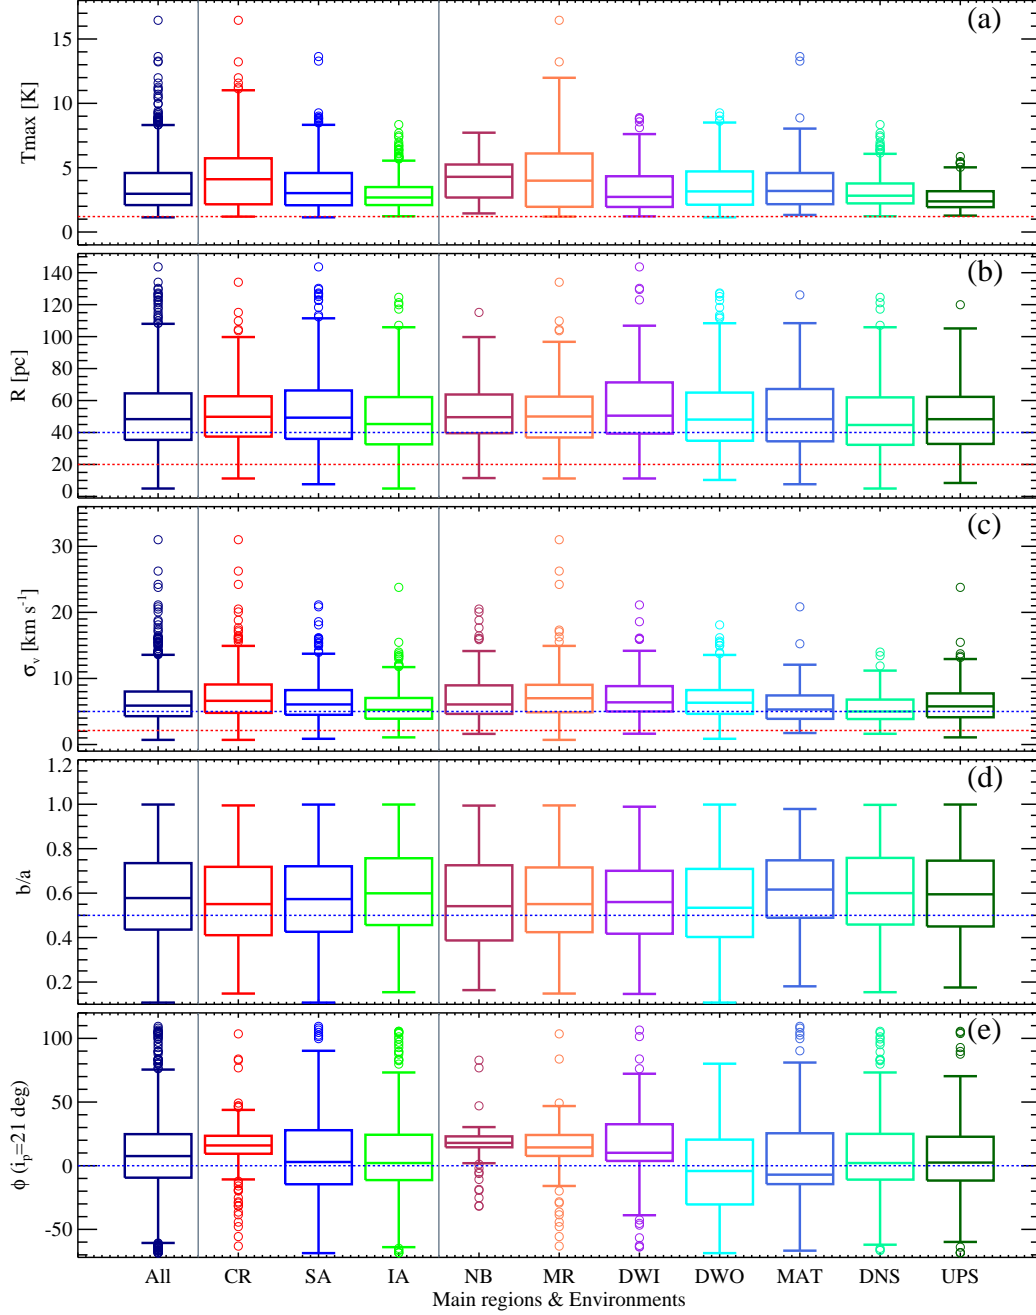 (a)
Tmax [K]
15
10
5
0
(b)
R [pc]
140
120
100
80
60
40
20
0
(c)
σv [km s⁻¹]
30
20
10
0
(d)
b/a
1.2
1.0
0.8
0.6
0.4
0.2
(e)
ϕ (ip=21 deg)
100
50
0
-50
All CR SA IA NB MR DWI DWO MAT DNS UPS
Main regions & Environments